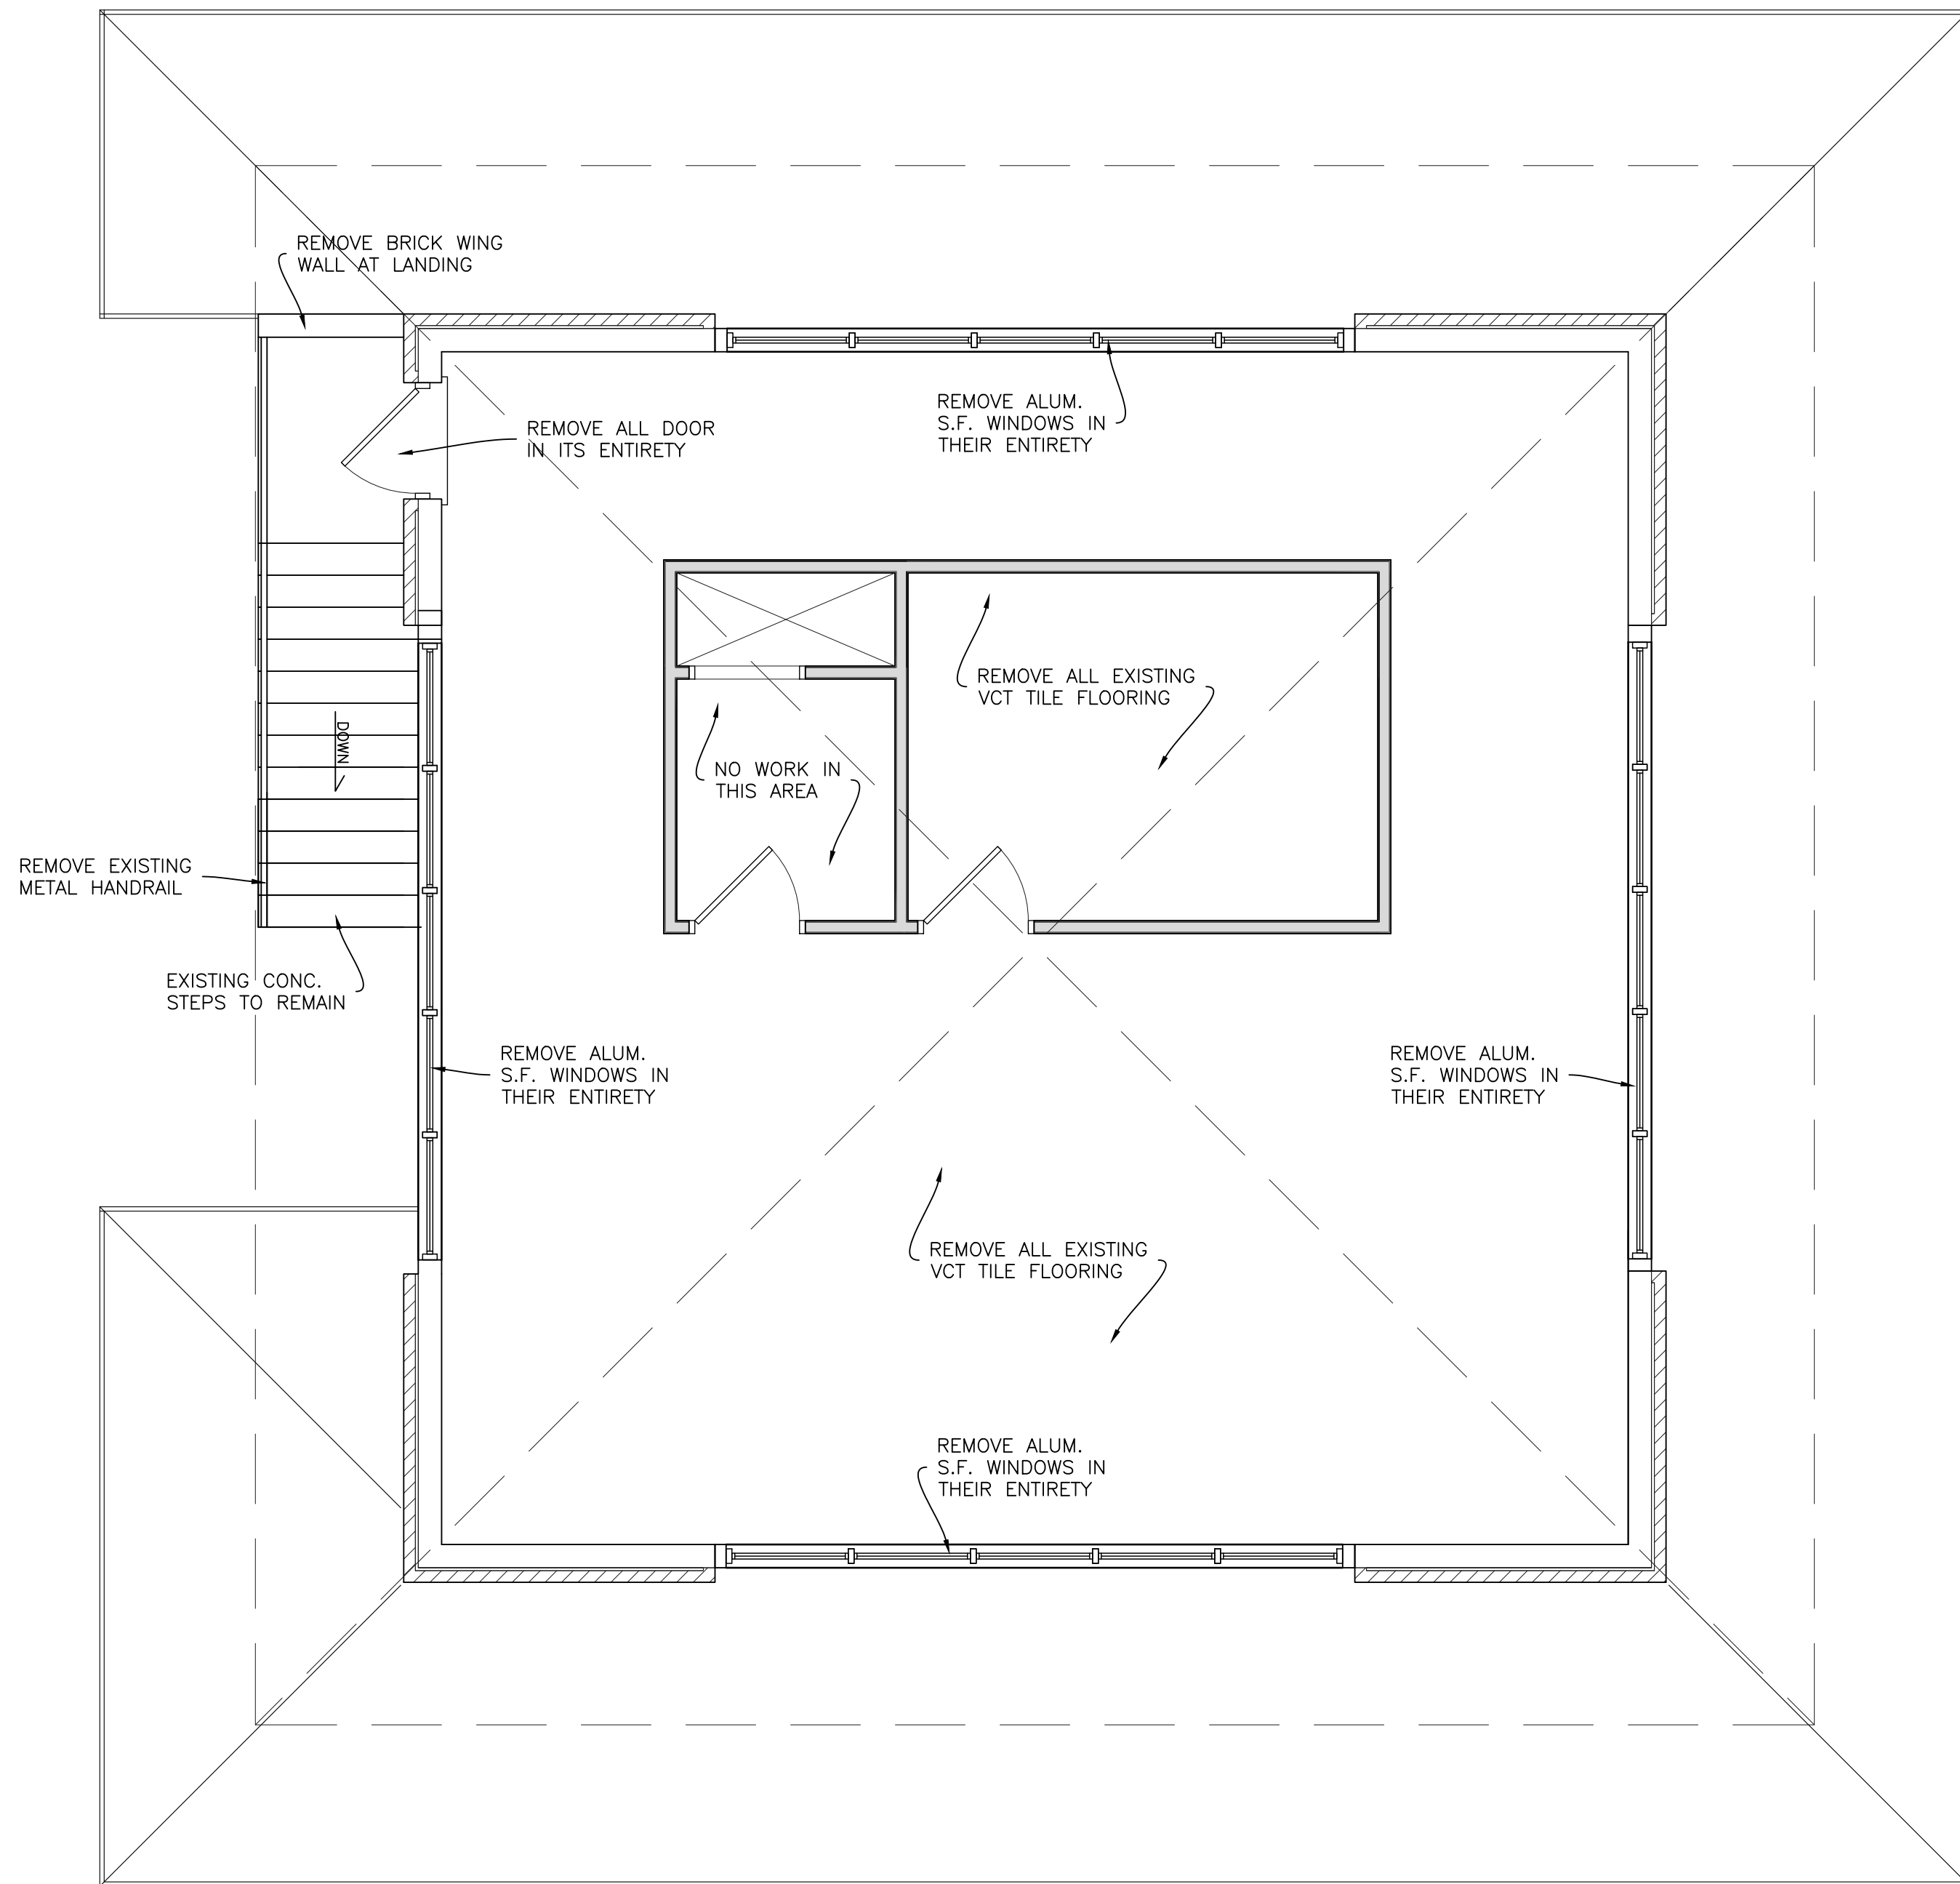 REMOVE BRICK WING
WALL AT LANDING
REMOVE ALL DOOR
IN ITS ENTIRETY
REMOVE ALUM.
S.F. WINDOWS IN
THEIR ENTIRETY
REMOVE ALL EXISTING
VCT TILE FLOORING
DOWN
NO WORK IN
THIS AREA
REMOVE EXISTING
METAL HANDRAIL
EXISTING CONC.
STEPS TO REMAIN
REMOVE ALUM.
S.F. WINDOWS IN
THEIR ENTIRETY
REMOVE ALUM.
S.F. WINDOWS IN
THEIR ENTIRETY
REMOVE ALL EXISTING
VCT TILE FLOORING
REMOVE ALUM.
S.F. WINDOWS IN
THEIR ENTIRETY